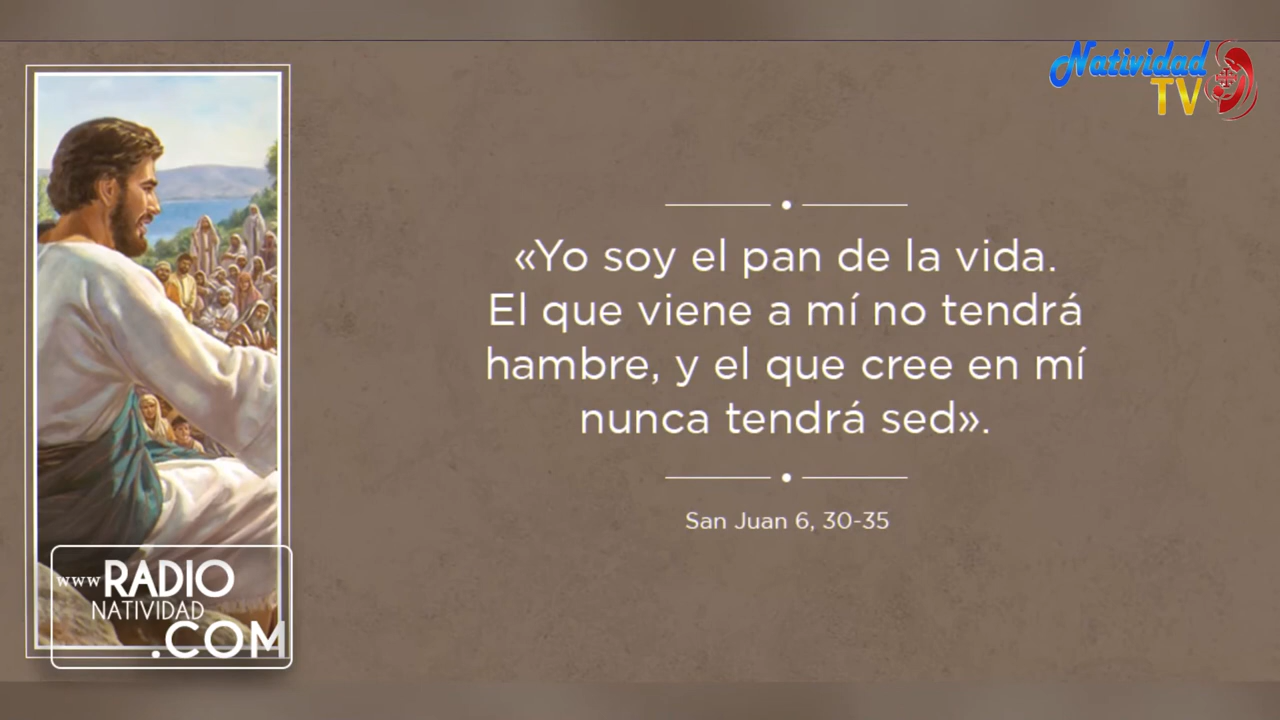 Natividad
TV
«Yo soy el pan de la vida.
El que viene a mí no tendrá
hambre, y el que cree en mí
nunca tendrá sed».
San Juan 6, 30-35
www RADIO
NATIVIDAD
.COM